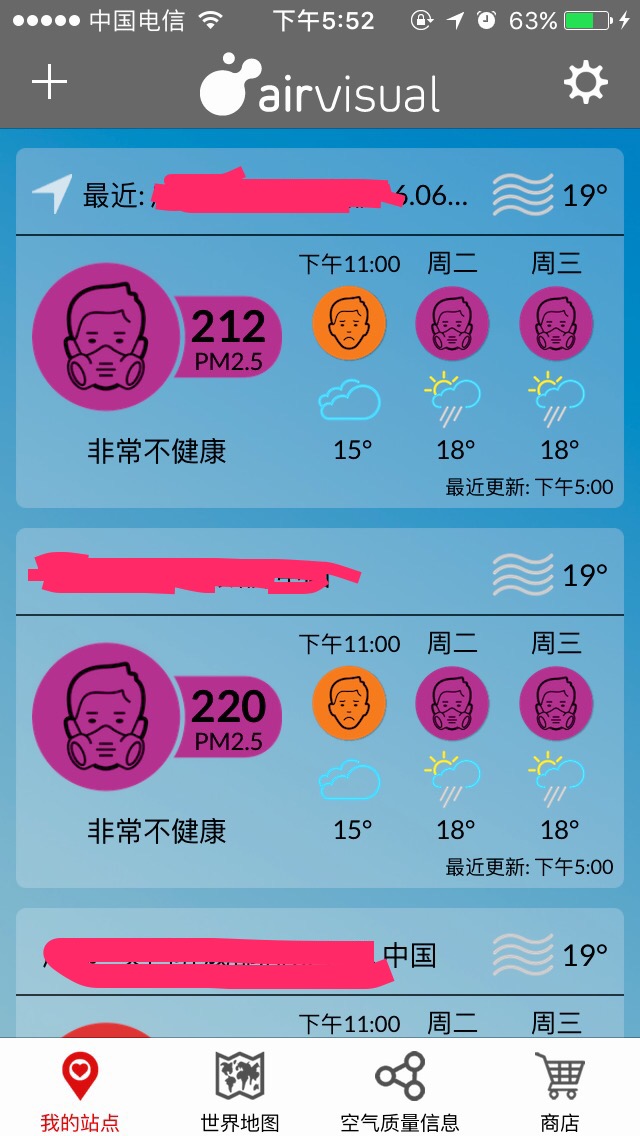 中国电信 下午5:52 63%
airvisual
最近: 6.06... 19°
下午11:00 周二 周三
212
PM2.5
非常不健康 15° 18° 18°
最近更新: 下午5:00
19°
下午11:00 周二 周三
220
PM2.5
非常不健康 15° 18° 18°
最近更新: 下午5:00
中国 19°
下午11:00 周二 周三
我的站点 世界地图 空气质量信息 商店